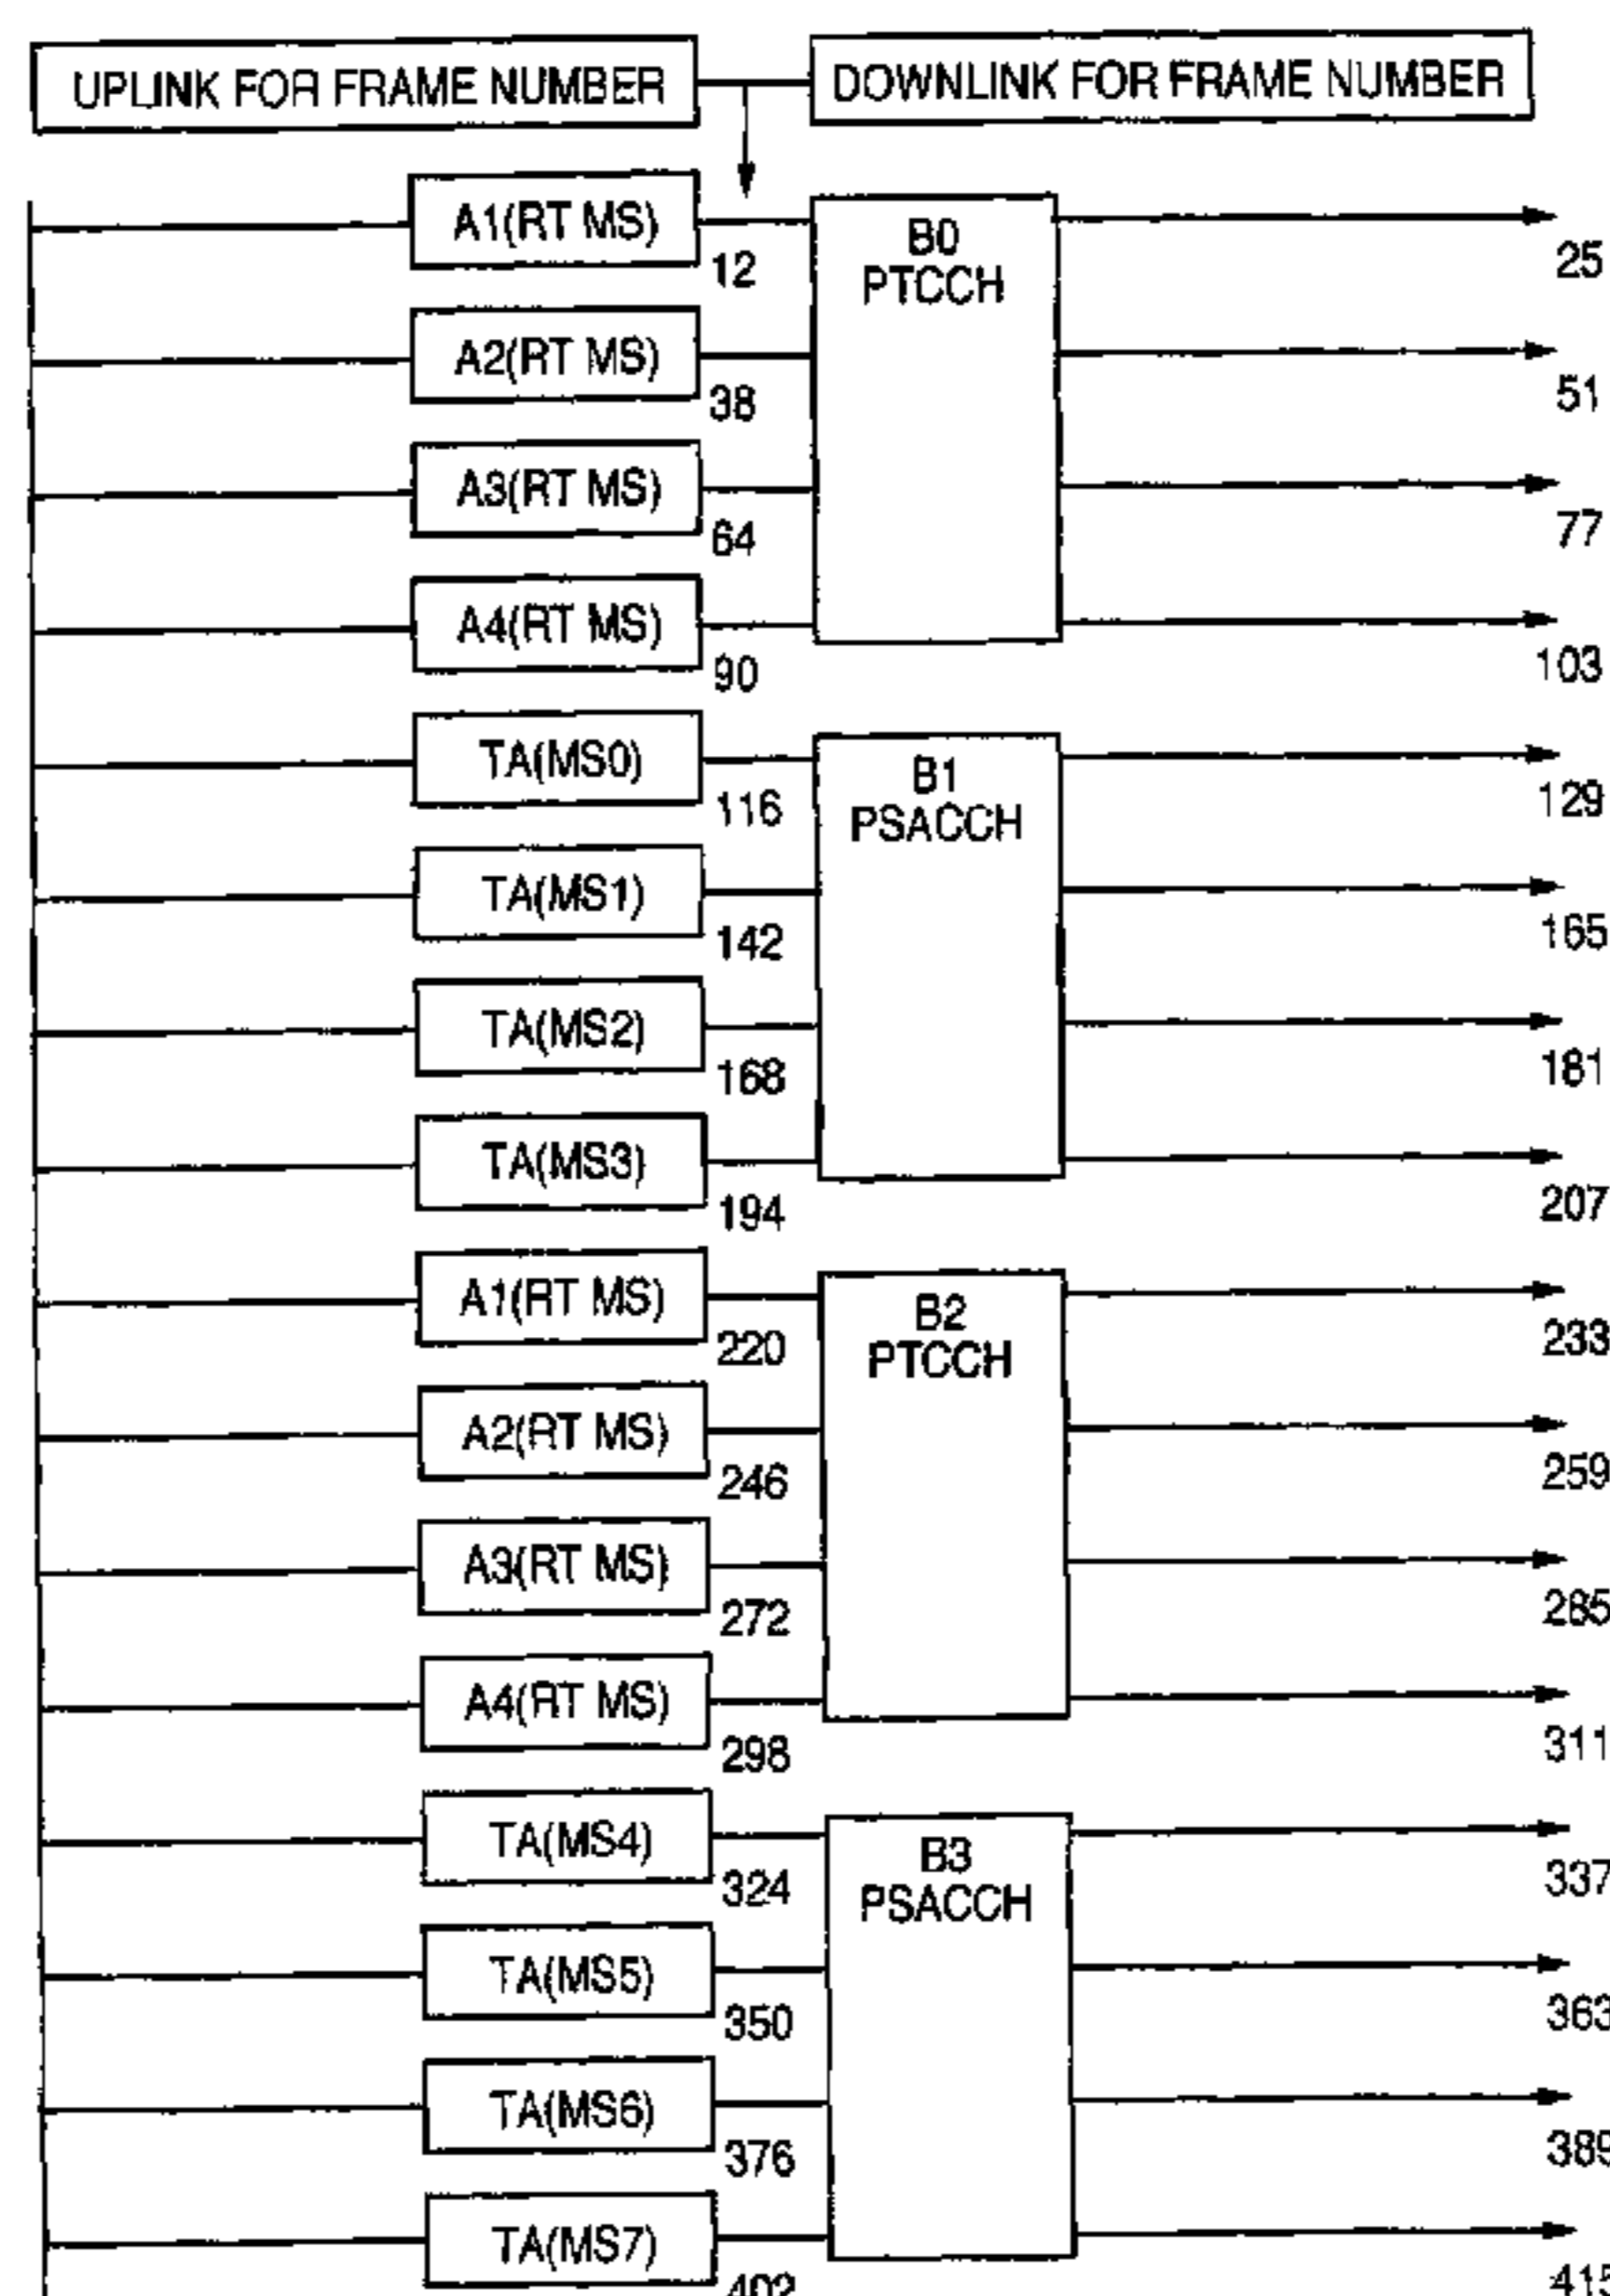 UPLINK FOR FRAME NUMBER
DOWNLINK FOR FRAME NUMBER
A1(RT MS)
12
B0
PTCCH
25
A2(RT MS)
38
51
A3(RT MS)
64
77
A4(RT MS)
90
103
TA(MS0)
116
B1
PSACCH
129
TA(MS1)
142
165
TA(MS2)
168
181
TA(MS3)
194
207
A1(RT MS)
220
B2
PTCCH
233
A2(RT MS)
246
259
A3(RT MS)
272
285
A4(RT MS)
298
311
TA(MS4)
324
B3
PSACCH
337
TA(MS5)
350
363
TA(MS6)
376
389
TA(MS7)
402
415